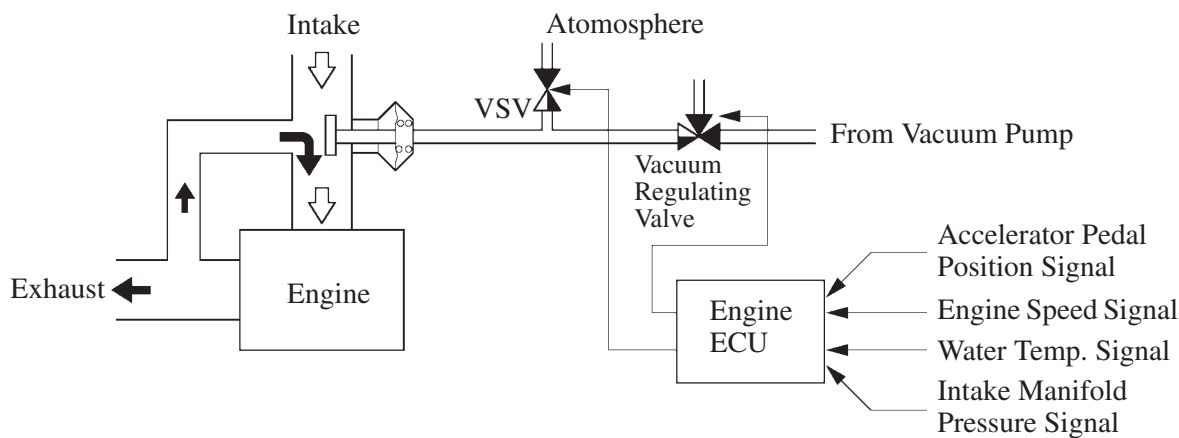 Intake
Atomosphere
VSV
From Vacuum Pump
Vacuum
Regulating
Valve
Exhaust
Engine
Engine
ECU
Accelerator Pedal
Position Signal
Engine Speed Signal
Water Temp. Signal
Intake Manifold
Pressure Signal